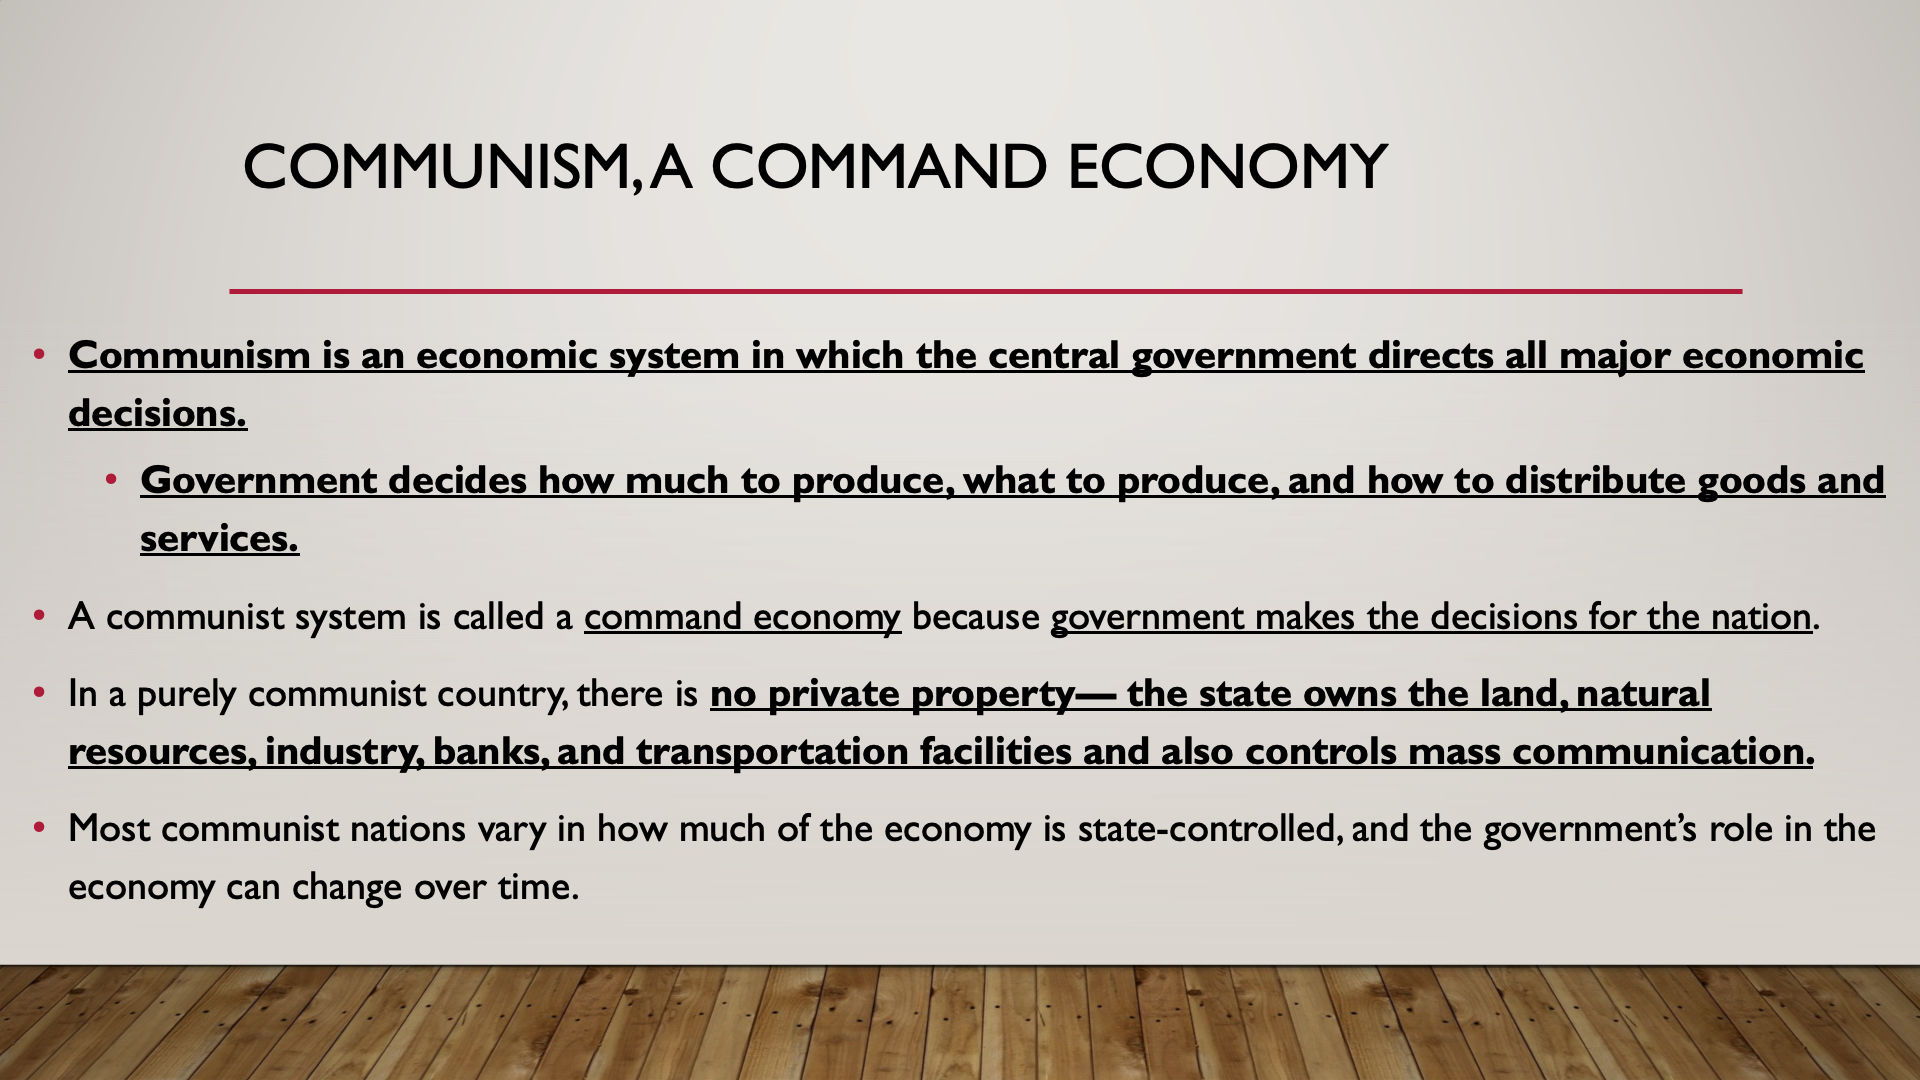 COMMUNISM, A COMMAND ECONOMY
• Communism is an economic system in which the central government directs all major economic
decisions.
• Government decides how much to produce, what to produce, and how to distribute goods and
services.
• A communist system is called a command economy because government makes the decisions for the nation.
• In a purely communist country, there is no private property— the state owns the land, natural
resources, industry, banks, and transportation facilities and also controls mass communication.
• Most communist nations vary in how much of the economy is state-controlled, and the government’s role in the
economy can change over time.